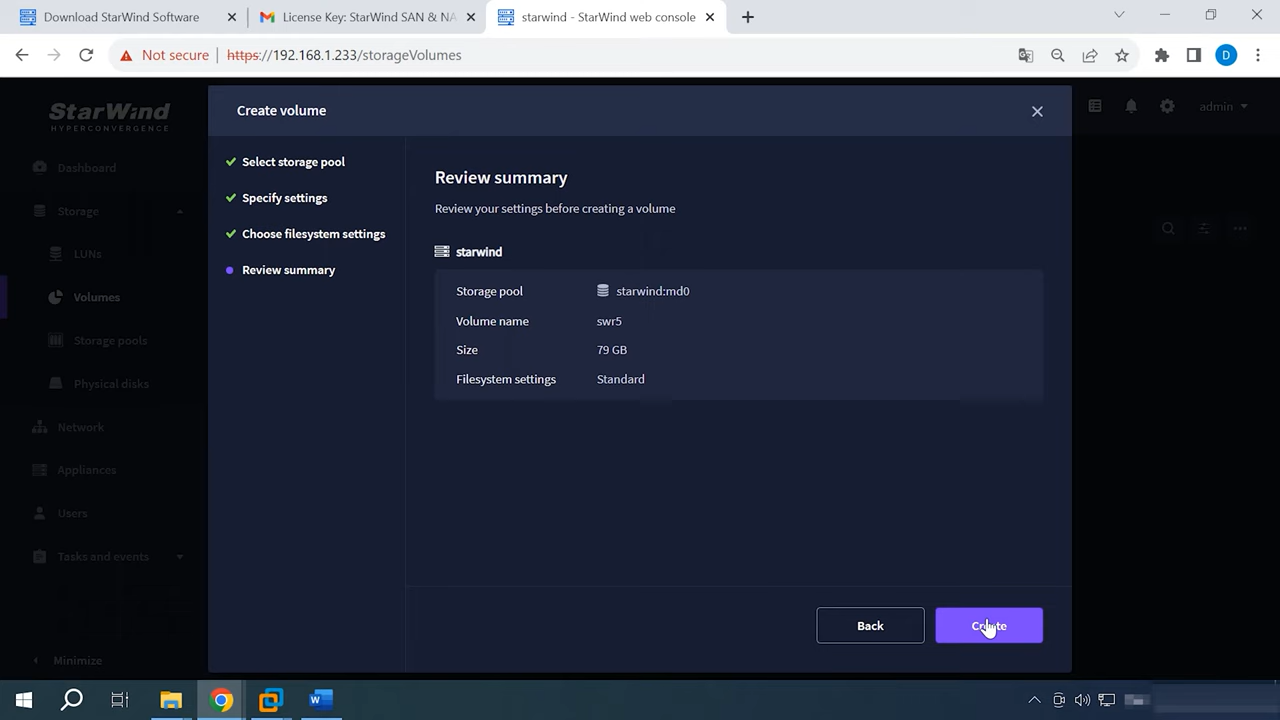 Download StarWind Software
License Key: StarWind SAN & NA
starwind - StarWind web console
Not secure
https://192.168.1.233/storageVolumes
D
StarWind
HYPERCONVERGENCE
admin
Dashboard
Storage
LUNs
Volumes
Storage pools
Physical disks
Network
Appliances
Users
Tasks and events
Minimize
Create volume
Select storage pool
Specify settings
Choose filesystem settings
Review summary
Review summary
Review your settings before creating a volume
starwind
Storage pool starwind:md0
Volume name swr5
Size 79 GB
Filesystem settings Standard
Back
Create